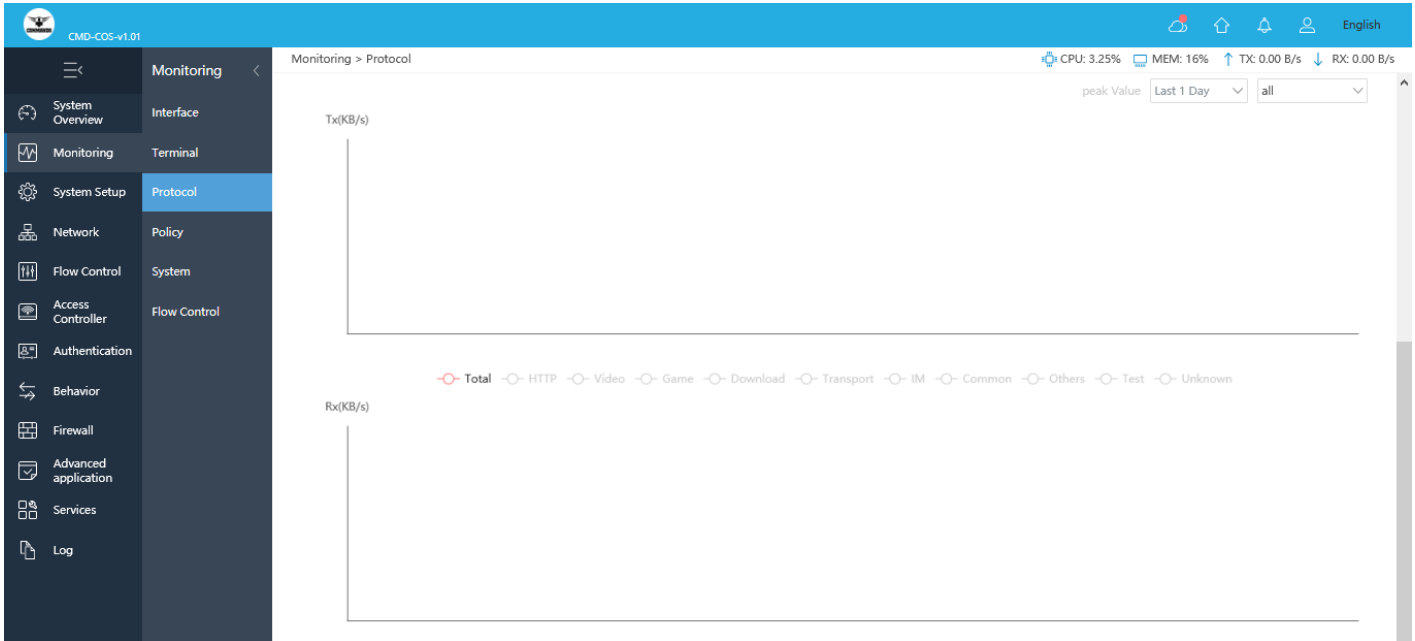 CMD-COS-v1.01
English
Monitoring
Monitoring > Protocol
CPU: 3.25% MEM: 16% TX: 0.00 B/s RX: 0.00 B/s
System Overview
Monitoring
System Setup
Network
Flow Control
Access Controller
Authentication
Behavior
Firewall
Advanced application
Services
Log
Interface
Terminal
Protocol
Policy
System
Flow Control
peak Value Last 1 Day all
Tx(KB/s)
Total HTTP Video Game Download Transport IM Common Others Test Unknown
Rx(KB/s)